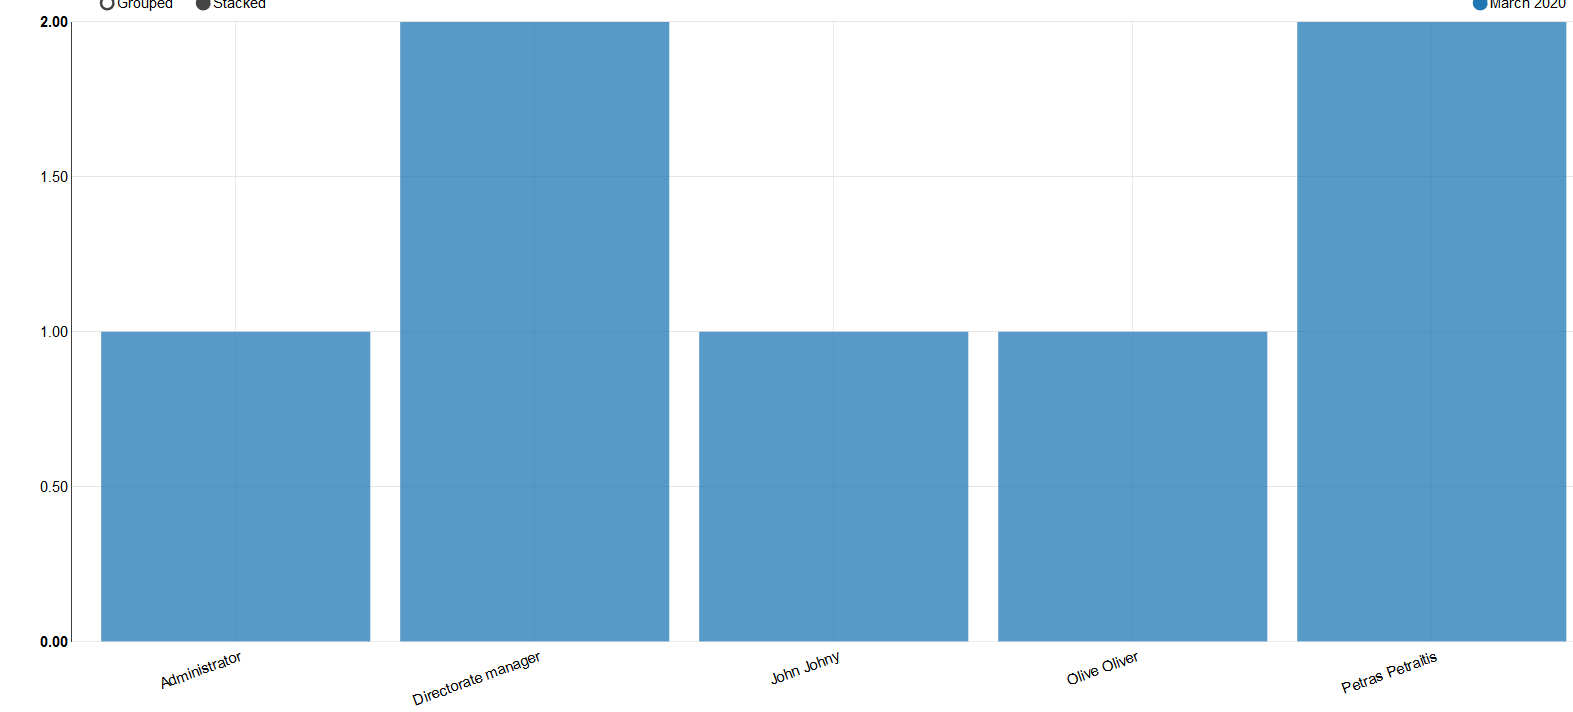 Grouped Stacked March 2020
2.00
1.50
1.00
0.50
0.00
Administrator Directorate manager John Johny Olive Oliver Petras Petraitis